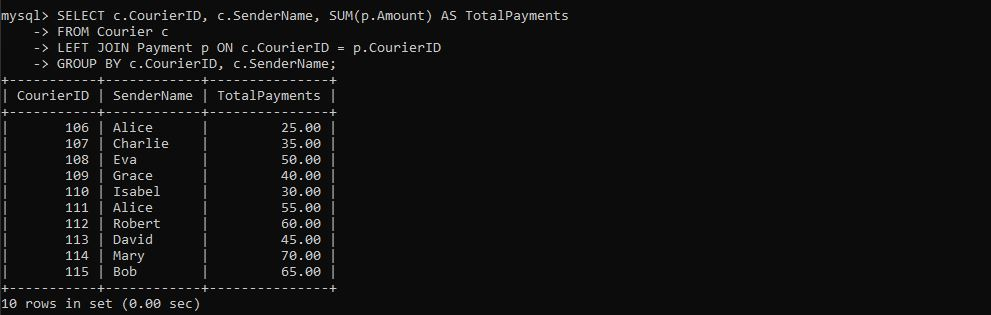 mysql> SELECT c.CourierID, c.SenderName, SUM(p.Amount) AS TotalPayments
    -> FROM Courier c
    -> LEFT JOIN Payment p ON c.CourierID = p.CourierID
    -> GROUP BY c.CourierID, c.SenderName;
+-----------+------------+---------------+
| CourierID | SenderName | TotalPayments |
+-----------+------------+---------------+
|       106 | Alice      |         25.00 |
|       107 | Charlie    |         35.00 |
|       108 | Eva        |         50.00 |
|       109 | Grace      |         40.00 |
|       110 | Isabel     |         30.00 |
|       111 | Alice      |         55.00 |
|       112 | Robert     |         60.00 |
|       113 | David      |         45.00 |
|       114 | Mary       |         70.00 |
|       115 | Bob        |         65.00 |
+-----------+------------+---------------+
10 rows in set (0.00 sec)